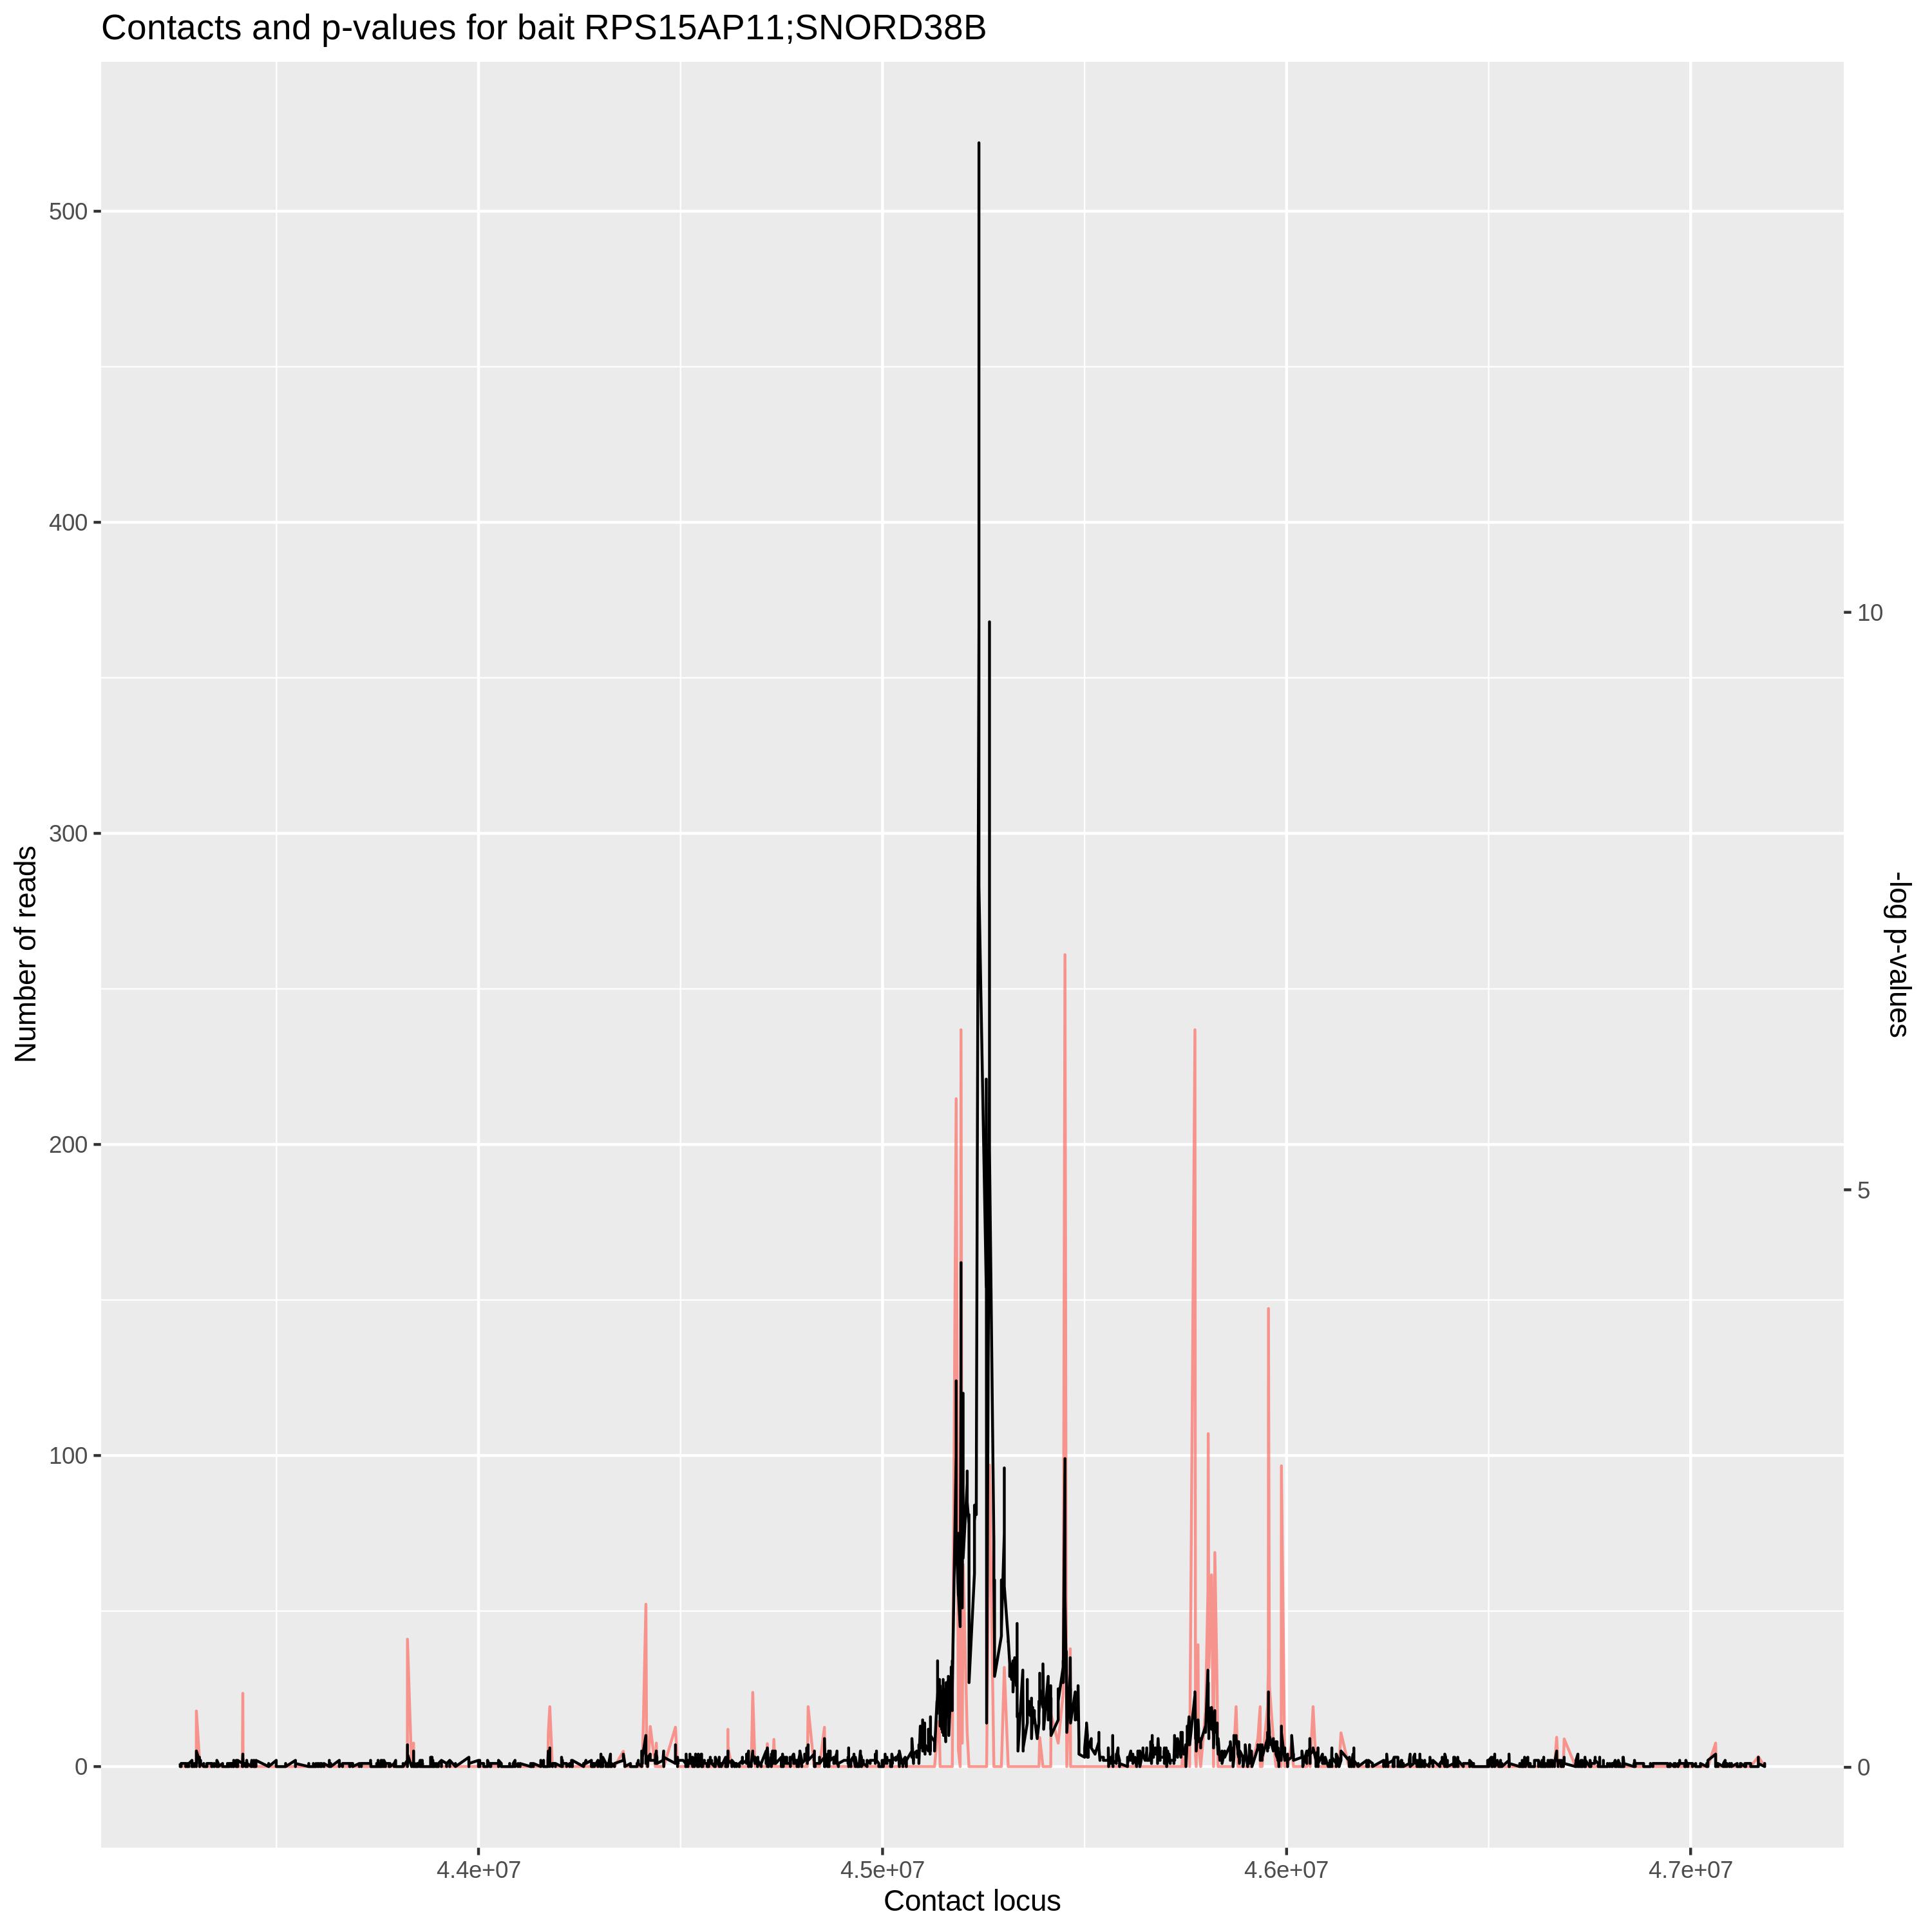 Contacts and p-values for bait RPS15AP11;SNORD38B
500
400
300
200
100
0
Number of reads
10
5
0
-log p-values
4.4e+07
4.5e+07
4.6e+07
4.7e+07
Contact locus